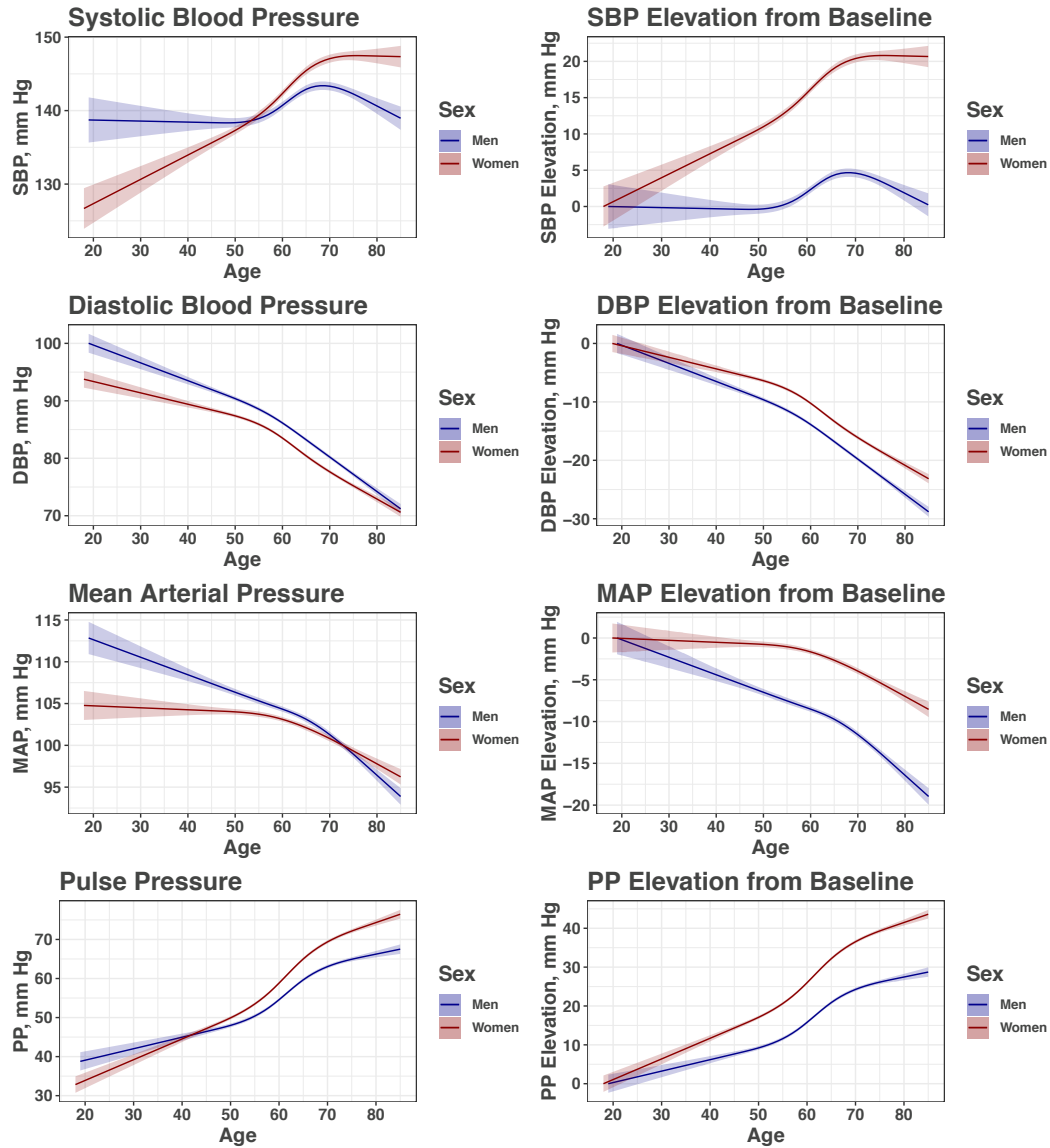 Systolic Blood Pressure
SBP, mm Hg
150
140
130
20 30 40 50 60 70 80
Age
Sex
Men
Women
SBP Elevation from Baseline
SBP Elevation, mm Hg
20
15
10
5
0
20 30 40 50 60 70 80
Age
Sex
Men
Women
Diastolic Blood Pressure
DBP, mm Hg
100
90
80
70
20 30 40 50 60 70 80
Age
Sex
Men
Women
DBP Elevation from Baseline
DBP Elevation, mm Hg
0
−10
−20
−30
20 30 40 50 60 70 80
Age
Sex
Men
Women
Mean Arterial Pressure
MAP, mm Hg
115
110
105
100
95
20 30 40 50 60 70 80
Age
Sex
Men
Women
MAP Elevation from Baseline
MAP Elevation, mm Hg
0
−5
−10
−15
−20
20 30 40 50 60 70 80
Age
Sex
Men
Women
Pulse Pressure
PP, mm Hg
70
60
50
40
30
20 30 40 50 60 70 80
Age
Sex
Men
Women
PP Elevation from Baseline
PP Elevation, mm Hg
40
30
20
10
0
20 30 40 50 60 70 80
Age
Sex
Men
Women